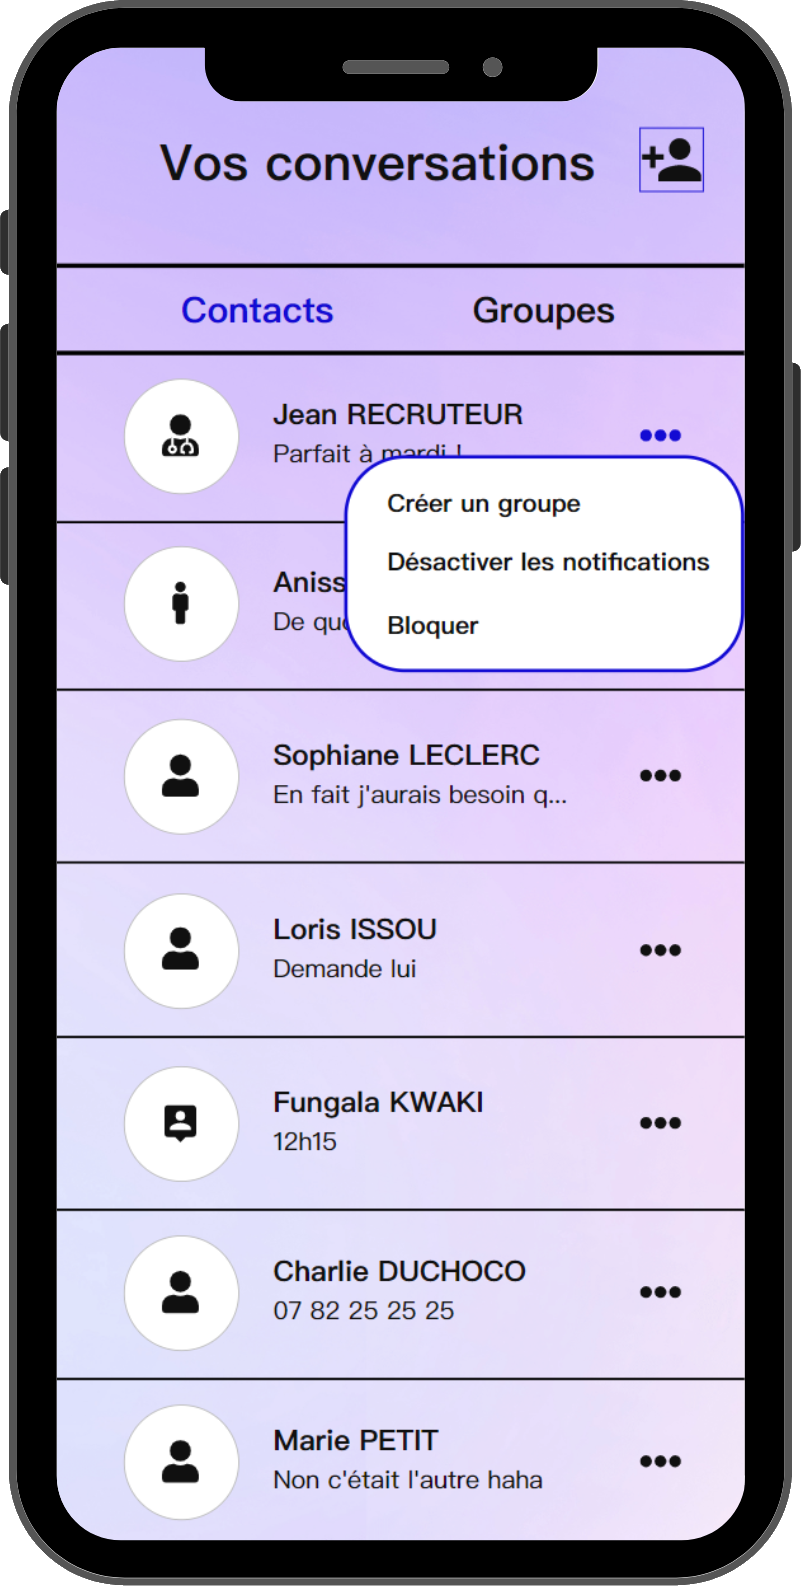 Vos conversations
Contacts
Groupes
Jean RECRUTEUR
Parfait à mardi !
Créer un groupe
Désactiver les notifications
Bloquer
Aniss
De
Sophiane LECLERC
En fait j'aurais besoin q...
Loris ISSOU
Demande lui
Fungala KWAKI
12h15
Charlie DUCHOCO
07 82 25 25 25
Marie PETIT
Non c'était l'autre haha